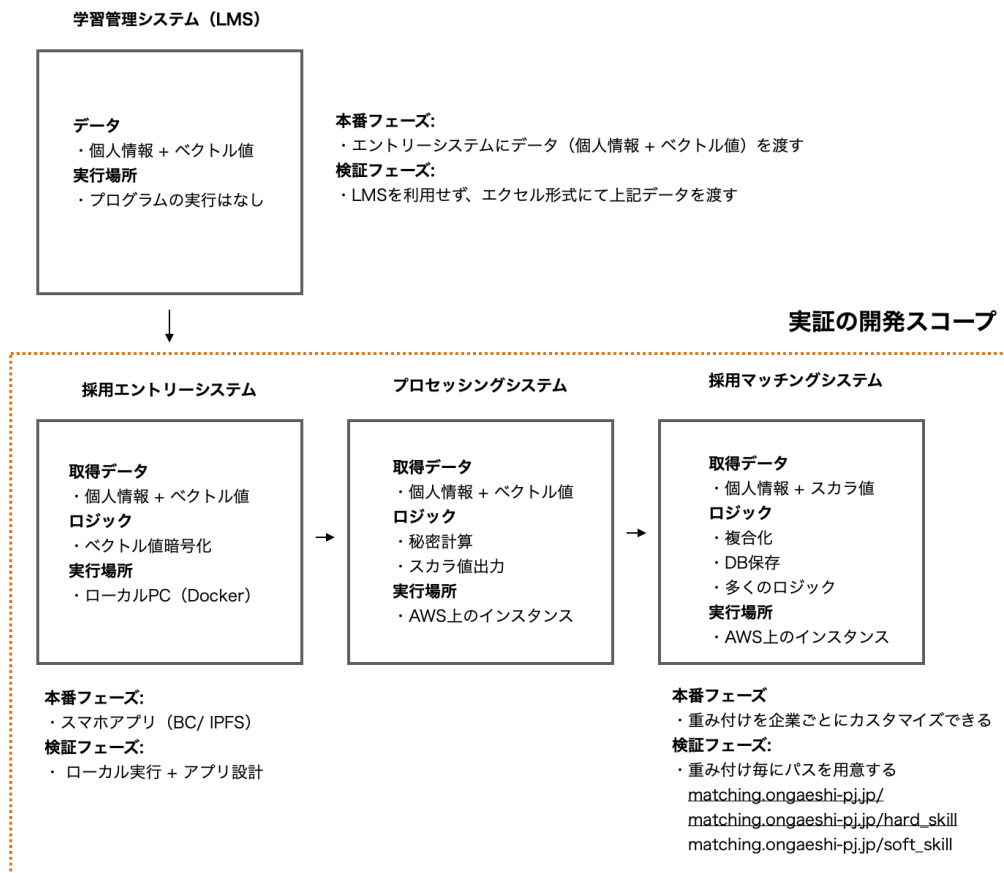 学習管理システム（LMS）
データ
・個人情報 + ベクトル値
実行場所
・プログラムの実行はなし
本番フェーズ:
・エントリーシステムにデータ（個人情報 + ベクトル値）を渡す
検証フェーズ:
・LMSを利用せず、エクセル形式にて上記データを渡す
実証の開発スコープ
採用エントリーシステム
取得データ
・個人情報 + ベクトル値
ロジック
・ベクトル値暗号化
実行場所
・ローカルPC（Docker）
本番フェーズ:
・スマホアプリ（BC/ IPFS）
検証フェーズ:
・ ローカル実行 + アプリ設計
プロセッシングシステム
取得データ
・個人情報 + ベクトル値
ロジック
・秘密計算
・スカラ値出力
実行場所
・AWS上のインスタンス
採用マッチングシステム
取得データ
・個人情報 + スカラ値
ロジック
・複合化
・DB保存
・多くのロジック
実行場所
・AWS上のインスタンス
本番フェーズ
・重み付けを企業ごとにカスタマイズできる
検証フェーズ:
・重み付け毎にパスを用意する
matching.ongaeshi-pj.jp/
matching.ongaeshi-pj.jp/hard_skill
matching.ongaeshi-pj.jp/soft_skill